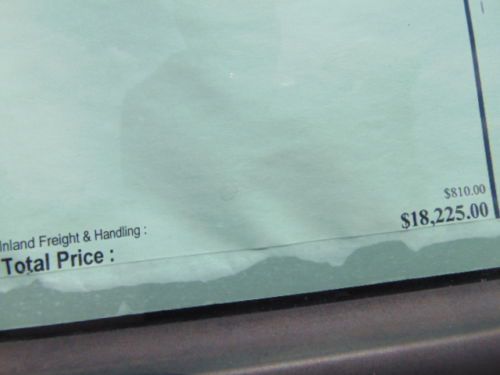 Inland Freight & Handling : $810.00
Total Price : $18,225.00